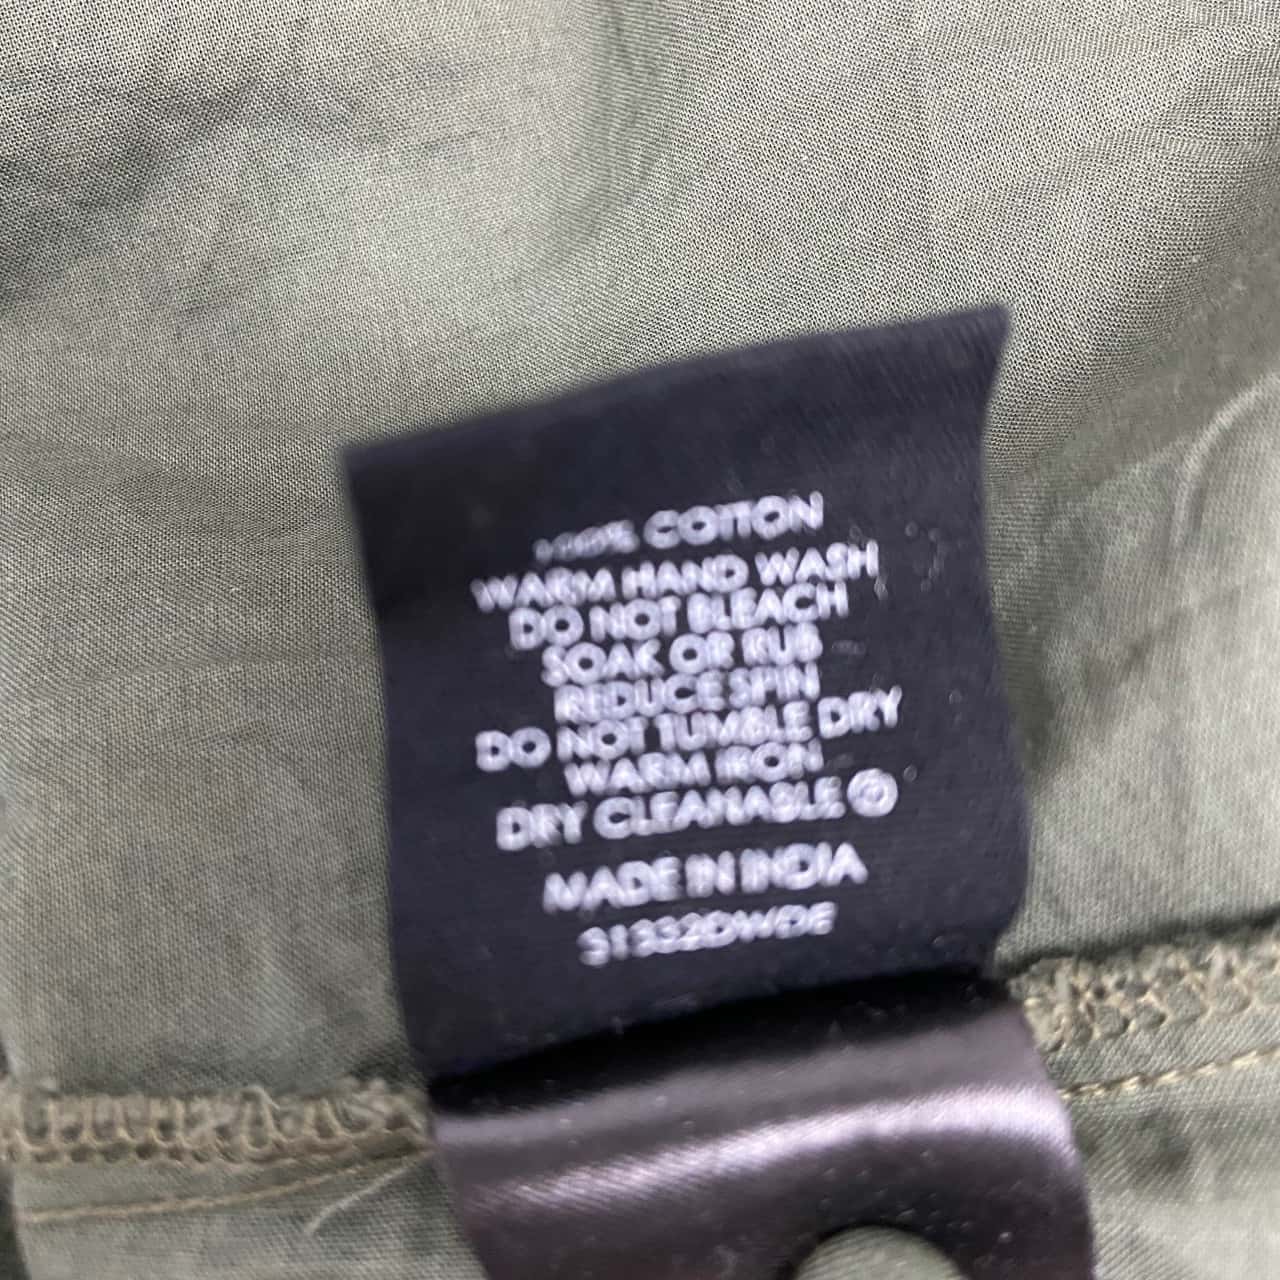 100% COTTON
WARM HAND WASH
DO NOT BLEACH
SOAK OR RUB
REDUCE SPIN
DO NOT TUMBLE DRY
WARM IRON
DRY CLEANABLE Ⓟ
MADE IN INDIA
31332DWDE